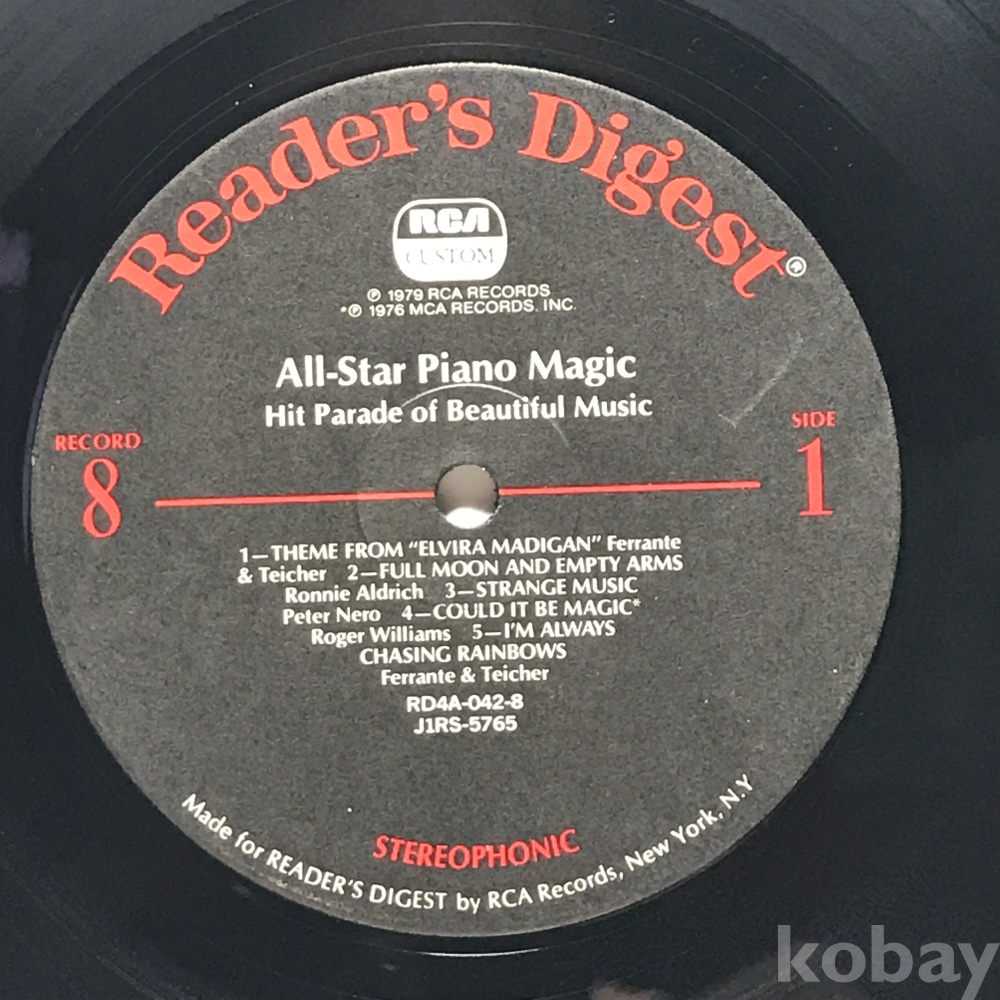 Reader's Digest®
RCA
CUSTOM
℗ 1979 RCA RECORDS
*℗ 1976 MCA RECORDS, INC.
All-Star Piano Magic
Hit Parade of Beautiful Music
RECORD
8
SIDE
1
1—THEME FROM "ELVIRA MADIGAN" Ferrante
& Teicher 2—FULL MOON AND EMPTY ARMS
Ronnie Aldrich 3—STRANGE MUSIC
Peter Nero 4—COULD IT BE MAGIC*
Roger Williams 5—I'M ALWAYS
CHASING RAINBOWS
Ferrante & Teicher
RD4A-042-8
J1RS-5765
STEREOPHONIC
Made for READER'S DIGEST by RCA Records, New York, N.Y
kobay